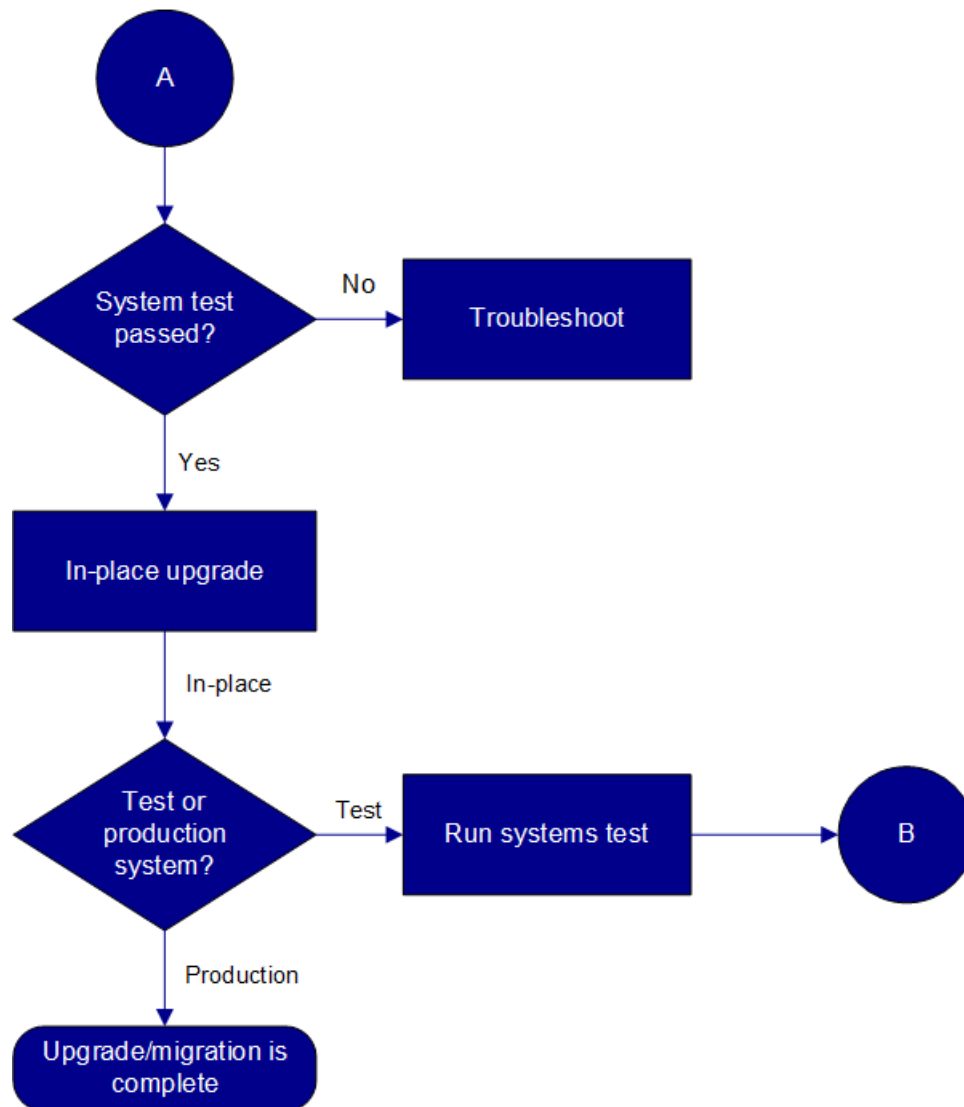 A
System test
passed?
No
Troubleshoot
Yes
In-place upgrade
In-place
Test or
production
system?
Test
Run systems test
B
Production
Upgrade/migration is
complete